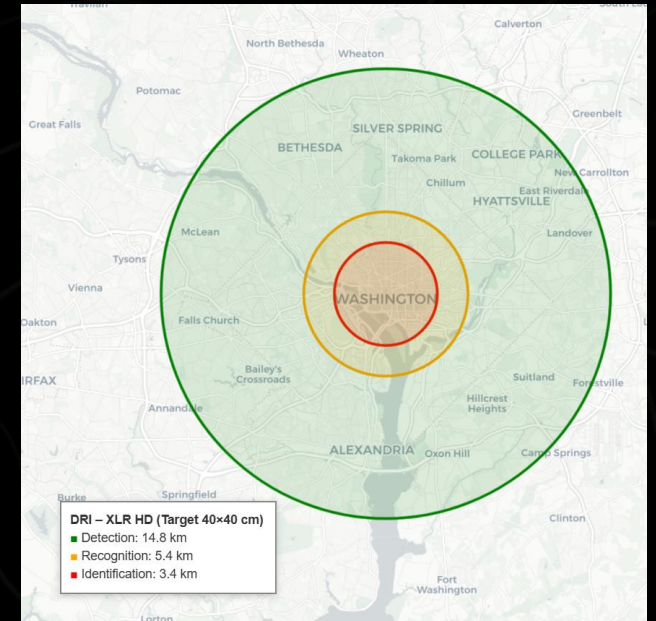 Calverton
North Bethesda
Wheaton
Potomac
Great Falls
Greenbelt
SILVER SPRING
BETHESDA
Takoma Park
COLLEGE PARK
New Carrollton
Chillum
East Riverdale
HYATTSVILLE
McLean
Landover
Tysons
Vienna
WASHINGTON
Oakton
Falls Church
Bailey's
Crossroads
Suitland
Forestville
IRFAX
Hillcrest
Heights
Annandale
ALEXANDRIA
Oxon Hill
Camp Springs
Burke
Springfield
DRI – XLR HD (Target 40×40 cm)
Detection: 14.8 km
Recognition: 5.4 km
Identification: 3.4 km
Clinton
Fort
Washington
Lorton